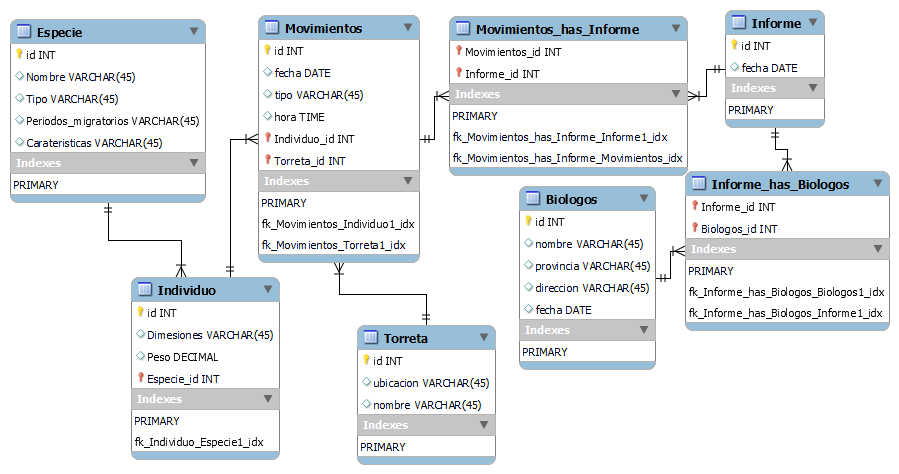 Especie
id INT
Nombre VARCHAR(45)
Tipo VARCHAR(45)
Periodos_migratorios VARCHAR(45)
Carateristicas VARCHAR(45)
Indexes
PRIMARY
Movimientos
id INT
fecha DATE
tipo VARCHAR(45)
hora TIME
Individuo_id INT
Torreta_id INT
Indexes
PRIMARY
fk_Movimientos_Individuo1_idx
fk_Movimientos_Torreta1_idx
Movimientos_has_Informe
Movimientos_id INT
Informe_id INT
Indexes
PRIMARY
fk_Movimientos_has_Informe_Informe1_idx
fk_Movimientos_has_Informe_Movimientos_idx
Informe
id INT
fecha DATE
Indexes
PRIMARY
Biologos
id INT
nombre VARCHAR(45)
provincia VARCHAR(45)
direccion VARCHAR(45)
fecha DATE
Indexes
PRIMARY
Informe_has_Biologos
Informe_id INT
Biologos_id INT
Indexes
PRIMARY
fk_Informe_has_Biologos_Biologos1_idx
fk_Informe_has_Biologos_Informe1_idx
Individuo
id INT
Dimesiones VARCHAR(45)
Peso DECIMAL
Especie_id INT
Indexes
PRIMARY
fk_Individuo_Especie1_idx
Torreta
id INT
ubicacion VARCHAR(45)
nombre VARCHAR(45)
Indexes
PRIMARY